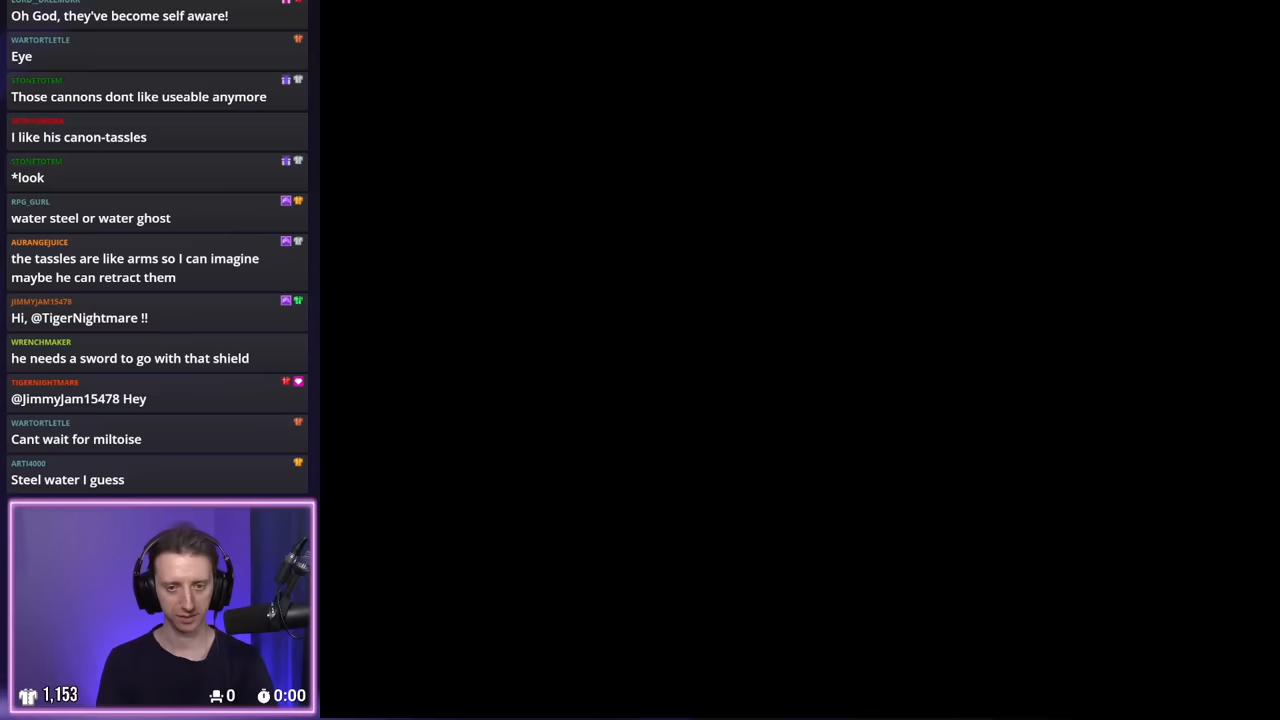 Oh God, they've become self aware!
WARTORTLETLE
Eye
STONETOTEM
Those cannons dont like useable anymore
I like his canon-tassles
STONETOTEM
*look
RPG_GURL
water steel or water ghost
AURANGEJUICE
the tassles are like arms so I can imagine
maybe he can retract them
JIMMYJAM15478
Hi, @TigerNightmare !!
WRENCHMAKER
he needs a sword to go with that shield
TIGERNIGHTMARE
@JimmyJam15478 Hey
WARTORTLETLE
Cant wait for miltoise
ARTI4000
Steel water I guess
1,153
0
0:00